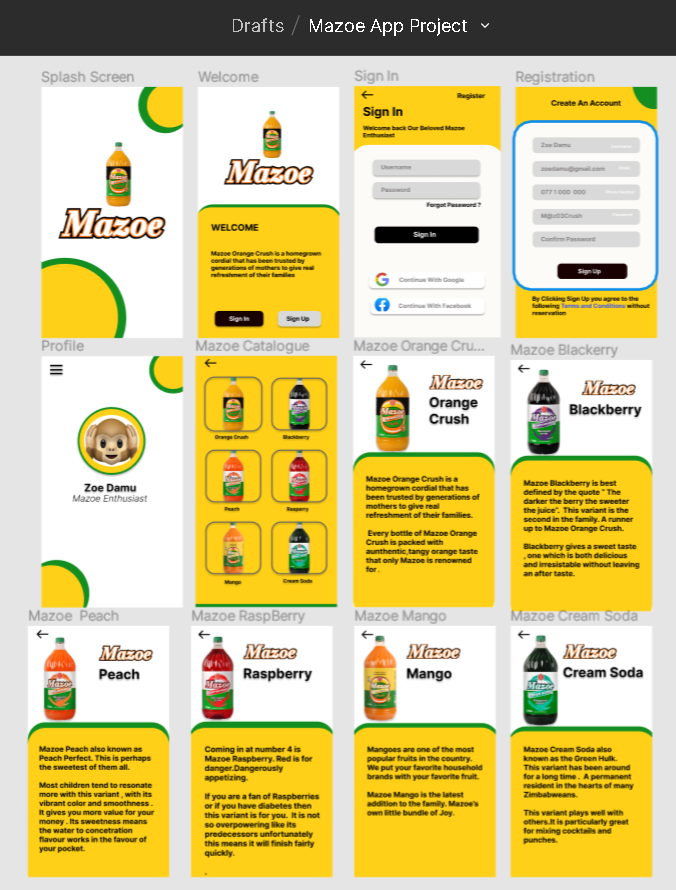 Drafts / Mazoe App Project
Splash Screen
Mazoe
Welcome
Mazoe
WELCOME
Mazoe Orange Crush is a homegrown
cordial that has been trusted by
generations of mothers to give real
refreshment of their families
Sign In
Sign Up
Sign In
Register
Sign In
Welcome back Our Beloved Mazoe
Enthusiast
Username
Password
Forgot Password ?
Sign In
Continue With Google
Continue With Facebook
Registration
Create An Account
Zoe Damu
zoedamu@gmail.com
077 1 000 000
M@z03Crush
Confirm Password
Sign Up
By Clicking Sign Up you agree to the
following Terms and Conditions without
reservation
Profile
Zoe Damu
Mazoe Enthusiast
Mazoe Catalogue
Orange Crush
Blackberry
Peach
Rasperry
Mango
Cream Soda
Mazoe Orange Cru...
Mazoe
Orange
Crush
Mazoe Orange Crush is a
homegrown cordial that has
been trusted by generations of
mothers to give real
refreshment of their families.
Every bottle of Mazoe Orange
Crush is packed with
aunthentic,tangy orange taste
that only Mazoe is renowned
for .
Mazoe Blackerry
Mazoe
Blackberry
Mazoe Blackberry is best
defined by the quote " The
darker the berry the sweeter
the juice". This variant is the
second in the family. A runner
up to Mazoe Orange Crush.
Blackberry gives a sweet taste
, one which is both delicious
and irresistable without leaving
an after taste.
Mazoe Peach
Mazoe
Peach
Mazoe Peach also known as
Peach Perfect. This is perhaps
the sweetest of them all.
Most children tend to resonate
more with this variant , with its
vibrant color and smoothness .
It gives you more value for your
money . Its sweetness means
the water to concetration
flavour works in the favour of
your pocket.
Mazoe RaspBerry
Mazoe
Raspberry
Coming in at number 4 is
Mazoe Raspberry. Red is for
danger.Dangerously
appetizing.
If you are a fan of Raspberries
or if you have diabetes then
this variant is for you. It is not
so overpowering like its
predecessors unfortunately
this means it will finish fairly
quickly.
.
Mazoe Mango
Mazoe
Mango
Mangoes are one of the most
popular fruits in the country.
We put your favorite household
brands with your favorite fruit.
Mazoe Mango is the latest
addition to the family. Mazoe's
own little bundle of Joy.
Mazoe Cream Soda
Mazoe
Cream Soda
Mazoe Cream Soda also
known as the Green Hulk.
This variant has been around
for a long time . A permanent
resident in the hearts of many
Zimbabweans.
This variant plays well with
others.It is particularly great
for mixing cocktails and
punches.